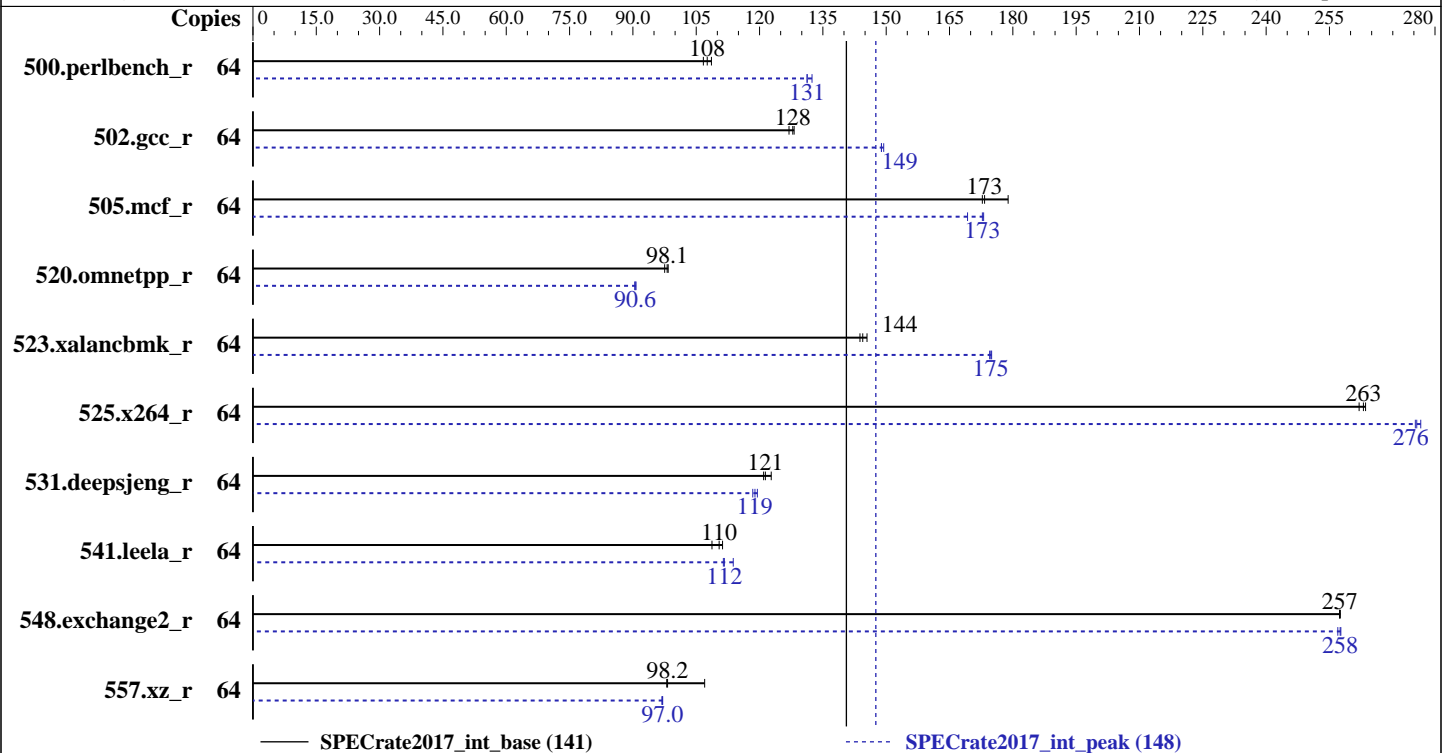 Copies 0 15.0 30.0 45.0 60.0 75.0 90.0 105 120 135 150 165 180 195 210 225 240 255 280
108
500.perlbench_r 64
131
128
502.gcc_r 64
149
173
505.mcf_r 64
173
98.1
520.omnetpp_r 64
90.6
144
523.xalancbmk_r 64
175
263
525.x264_r 64
276
121
531.deepsjeng_r 64
119
110
541.leela_r 64
112
257
548.exchange2_r 64
258
98.2
557.xz_r 64
97.0
SPECrate2017_int_base (141) SPECrate2017_int_peak (148)